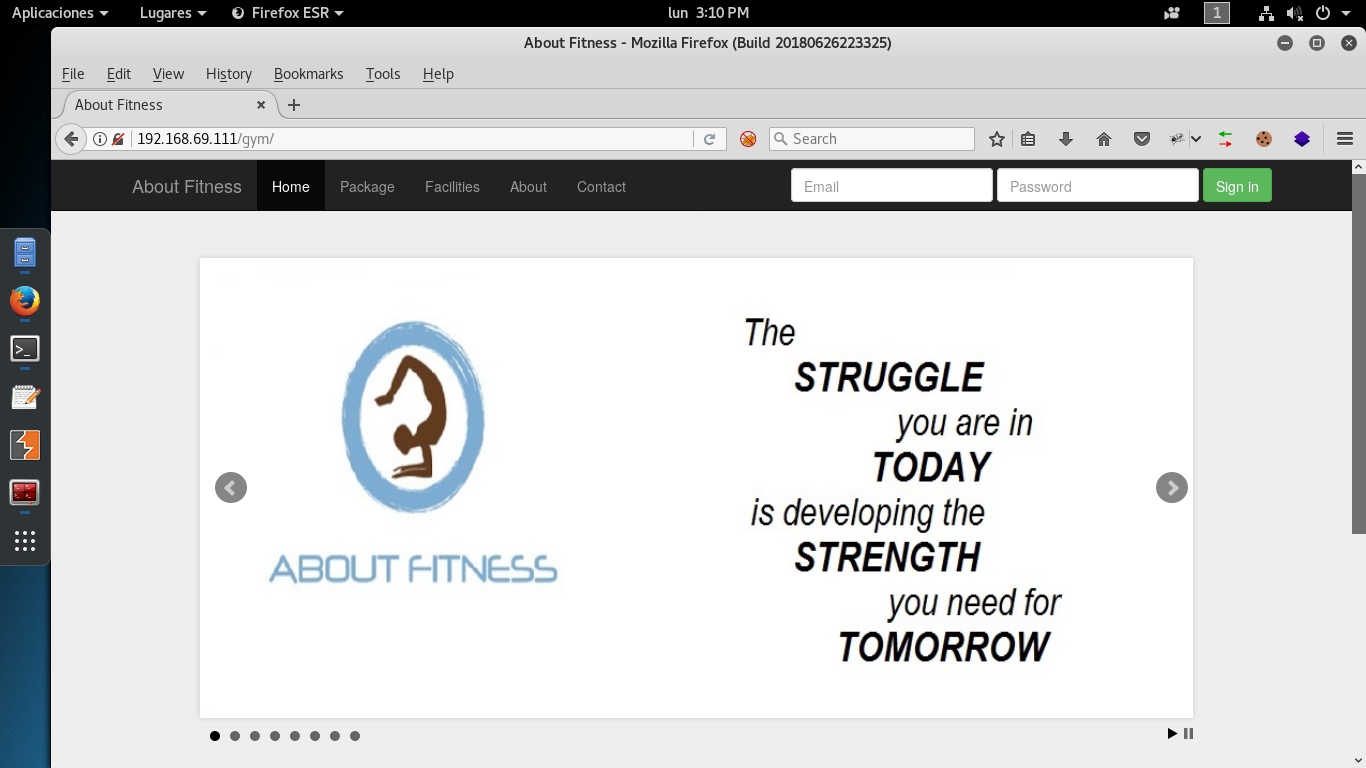 Aplicaciones Lugares Firefox ESR lun 3:10 PM 1
About Fitness - Mozilla Firefox (Build 20180626223325)
File Edit View History Bookmarks Tools Help
About Fitness
192.168.69.111/gym/ Search
About Fitness Home Package Facilities About Contact Email Password Sign in
The
STRUGGLE
you are in
TODAY
is developing the
STRENGTH
you need for
TOMORROW
ABOUT FITNESS